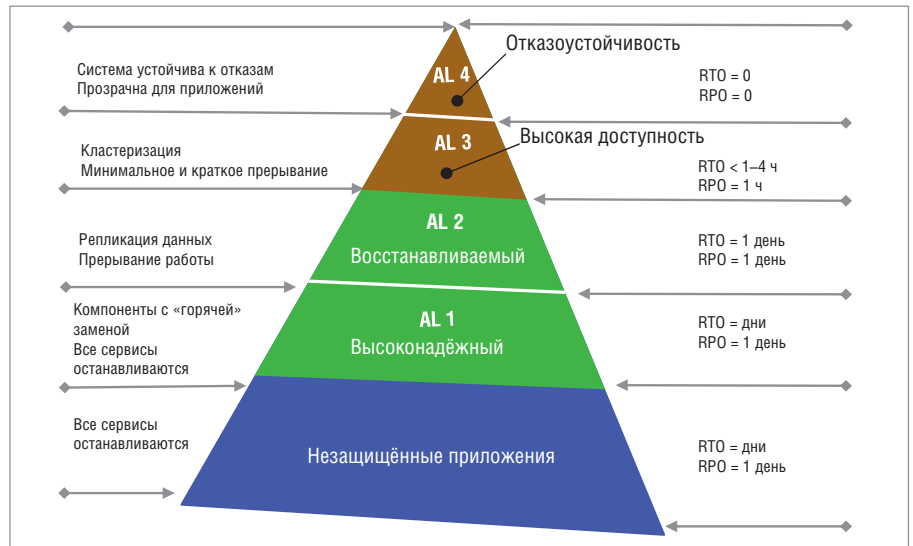 Отказоустойчивость
Система устойчива к отказам
Прозрачна для приложений
AL 4
RTO = 0
RPO = 0
Высокая доступность
Кластеризация
Минимальное и краткое прерывание
AL 3
RTO < 1–4 ч
RPO = 1 ч
Репликация данных
Прерывание работы
AL 2
Восстанавливаемый
RTO = 1 день
RPO = 1 день
Компоненты с «горячей»
заменой
Все сервисы
останавливаются
AL 1
Высоконадёжный
RTO = дни
RPO = 1 день
Все сервисы
останавливаются
Незащищённые приложения
RTO = дни
RPO = 1 день